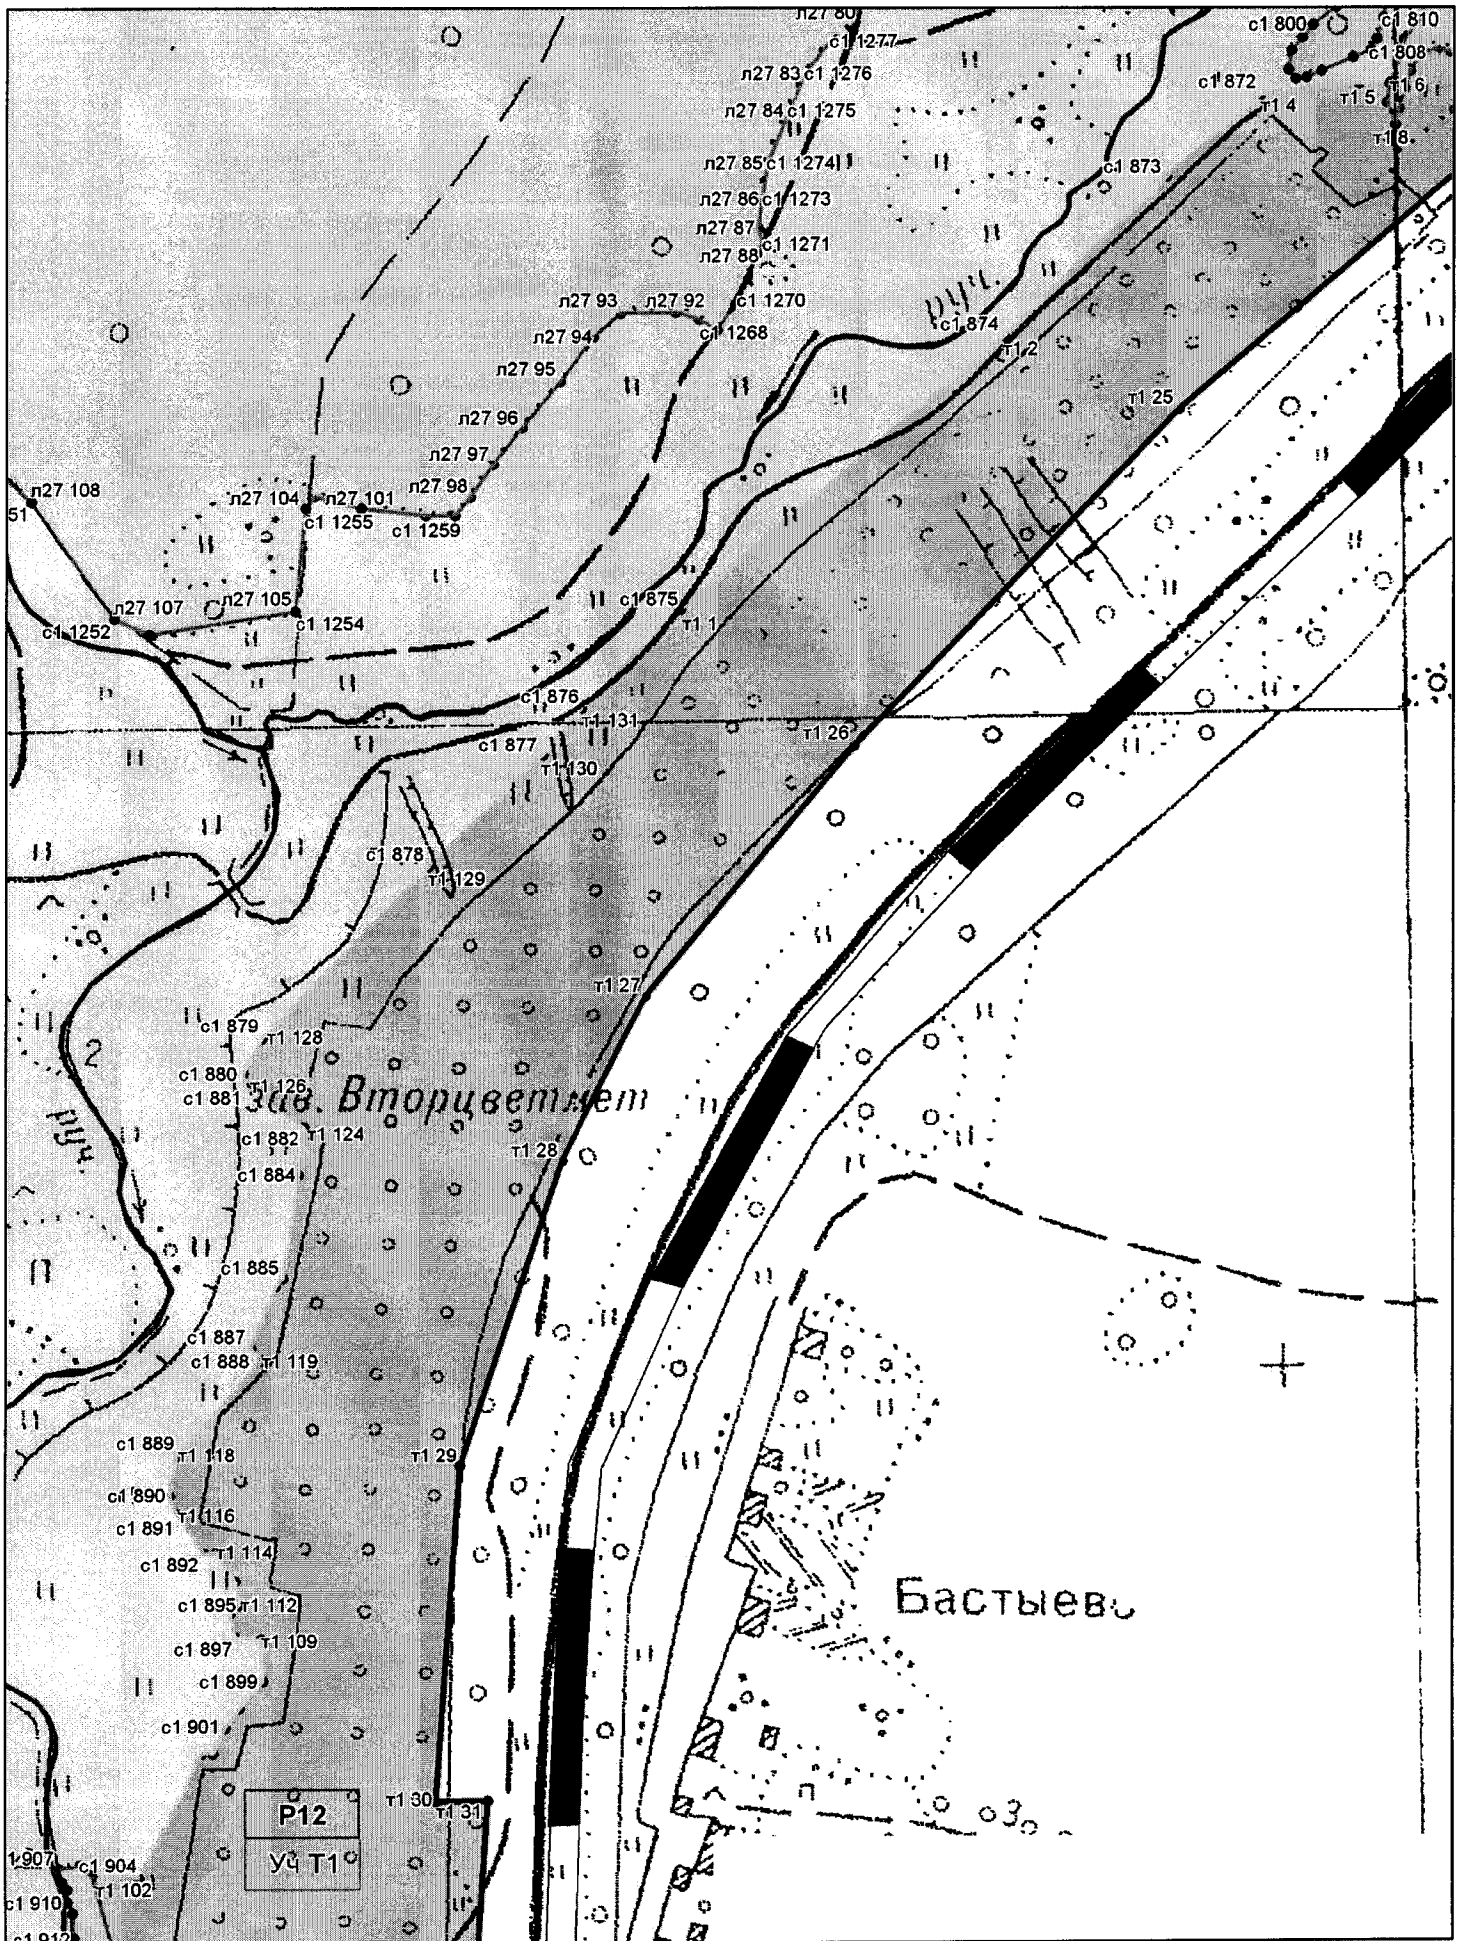 л27 80
с1 1277
с1 800
с1 810
с1 808
л27 83
с1 1276
с1 872
т1 6
т1 5
т1 4
л27 84
с1 1275
т1 8
л27 85
с1 1274
с1 873
л27 86
с1 1273
л27 87
с1 1271
л27 88
л27 93
л27 92
с1 1270
руч.
с1 874
с1 1268
л27 94
т1 2
л27 95
т1 25
л27 96
л27 97
л27 98
л27 108
51
л27 104
л27 101
с1 1255
с1 1259
л27 107
л27 105
с1 875
с1 1252
с1 1254
т1 1
с1 876
т1 131
с1 877
т1 26
т1 130
с1 878
т1 129
т1 27
с1 879
т1 128
2
с1 880
т1 126
с1 881
зав. Вторцветмет
руч.
с1 882
т1 124
т1 28
с1 884
с1 885
с1 887
с1 888
т1 119
с1 889
т1 118
т1 29
с1 890
т1 116
с1 891
т1 114
с1 892
с1 895
т1 112
Бастыево
с1 897
т1 109
с1 899
с1 901
т1 30
т1 31
Р12
Уч Т1
1 907
с1 904
т1 102
с1 910
с1 912